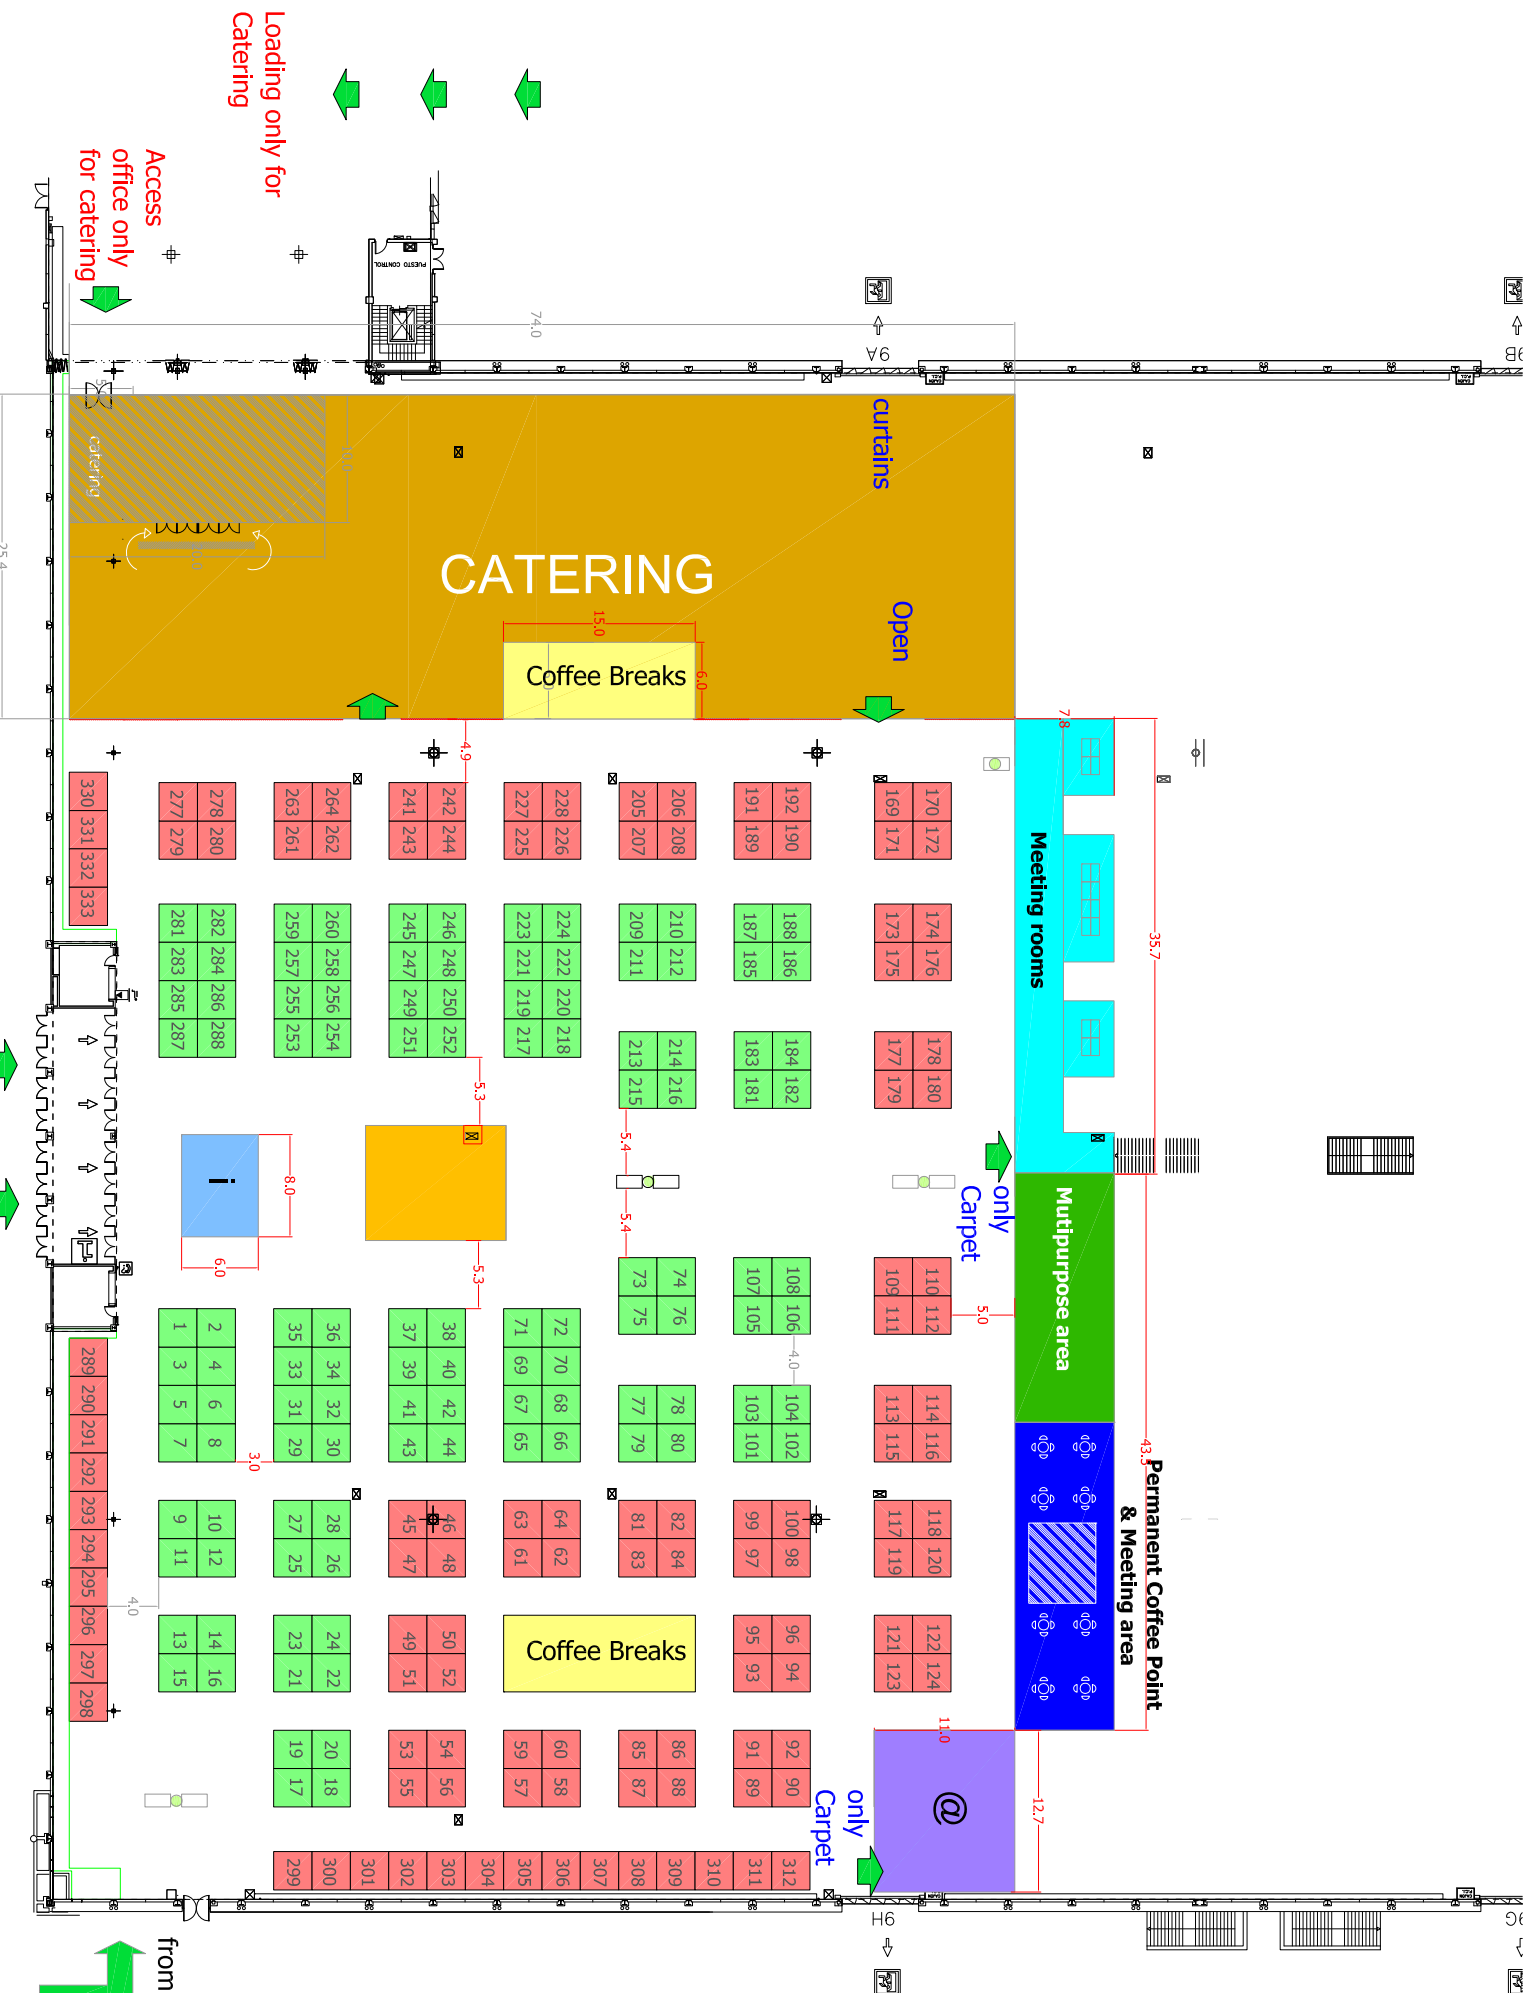 Loading only for
Catering
Access
office only
for catering
PUESTO CONTROL
74.0
9A
9B
25.4
10.0
catering
curtains
CATERING
Open
15.0
Coffee Breaks
6.0
4.9
7.8
35.7
Meeting rooms
330 277 278 263 264 241 242 227 228 205 206 191 192 169 170
331 279 280 261 262 243 244 225 226 207 208 189 190 171 172
332
333
281 282 259 260 245 246 223 224 209 210 187 188 173 174
283 284 257 258 247 248 221 222 211 212 185 186 175 176
285 286 255 256 249 250 219 220 213 214 183 184 177 178
287 288 253 254 251 252 217 218 215 216 181 182 179 180
5.3
5.4
i
8.0
6.0
5.3
5.4
only
Carpet
Mutipurpose area
5.0
4.0
3.0
43.5
73 74 107 108 109 110
75 76 105 106 111 112
1 2 35 36 37 38 71 72
3 4 33 34 39 40 69 70
5 6 31 32 41 42 67 68 77 78 103 104 113 114
7 8 29 30 43 44 65 66 79 80 101 102 115 116
289
290
291
292
293
294
295
296
297
298
9 10 27 28 45 46 63 64 81 82 99 100 117 118
11 12 25 26 47 48 61 62 83 84 97 98 119 120
4.0
13 14 23 24 49 50 95 96 121 122
15 16 21 22 51 52 93 94 123 124
Coffee Breaks
Permanent Coffee Point
& Meeting area
19 20 53 54 59 60 85 86 91 92
17 18 55 56 57 58 87 88 89 90
11.0
@
12.7
only
Carpet
299 300 301 302 303 304 305 306 307 308 309 310 311 312
9H
9G
from